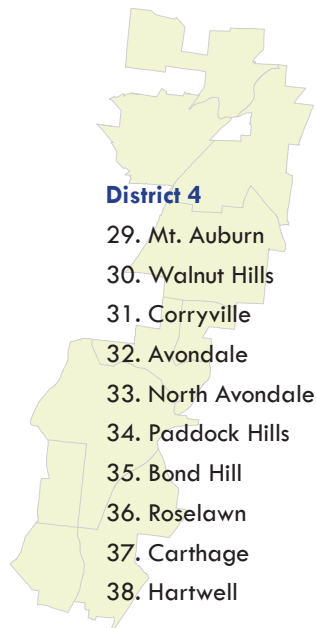 District 4
29. Mt. Auburn
30. Walnut Hills
31. Corryville
32. Avondale
33. North Avondale
34. Paddock Hills
35. Bond Hill
36. Roselawn
37. Carthage
38. Hartwell